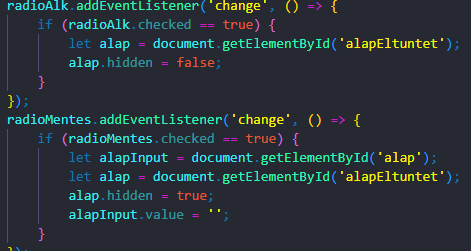 radioAlk.addEventListener('change', () => {
    if (radioAlk.checked == true) {
        let alap = document.getElementById('alapEltuntet');
        alap.hidden = false;
    }
});
radioMentes.addEventListener('change', () => {
    if (radioMentes.checked == true) {
        let alapInput = document.getElementById('alap');
        let alap = document.getElementById('alapEltuntet');
        alap.hidden = true;
        alapInput.value = '';
    }
});